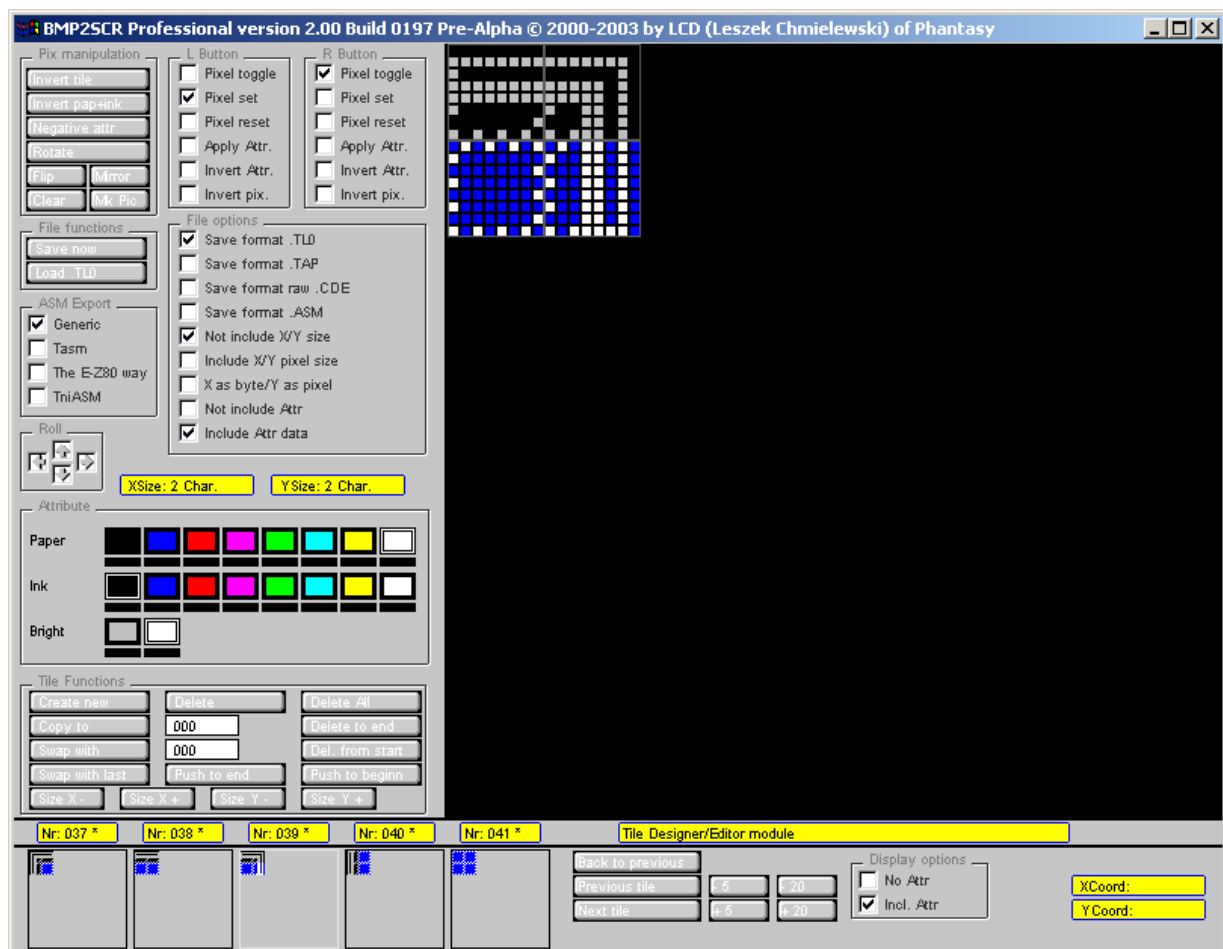 BMP2SCR Professional version 2.00 Build 0197 Pre-Alpha © 2000-2003 by LCD (Leszek Chmielewski) of Phantasy
Pix manipulation
Invert tile
Invert pap+ink
Negative attr
Rotate
Flip Mirror
Clear Mk Pic
L Button
Pixel toggle
Pixel set
Pixel reset
Apply Attr.
Invert Attr.
Invert pix.
R Button
Pixel toggle
Pixel set
Pixel reset
Apply Attr.
Invert Attr.
Invert pix.
File functions
Save now
Load .TL0
File options
Save format .TL0
Save format .TAP
Save format raw .CDE
Save format .ASM
Not include X/Y size
Include X/Y pixel size
X as byte/Y as pixel
Not include Attr
Include Attr data
ASM Export
Generic
Tasm
The E-Z80 way
TniASM
Roll
XSize: 2 Char. YSize: 2 Char.
Attribute
Paper
Ink
Bright
Tile Functions
Create new Delete Delete All
Copy to 000 Delete to end
Swap with 000 Del. from start
Swap with last Push to end Push to beginn
Size X - Size X + Size Y - Size Y +
Nr: 037 * Nr: 038 * Nr: 039 * Nr: 040 * Nr: 041 * Tile Designer/Editor module
Back to previous
Previous tile - 5 - 20
Next tile + 5 + 20
Display options
No Attr
Incl. Attr
XCoord:
YCoord: